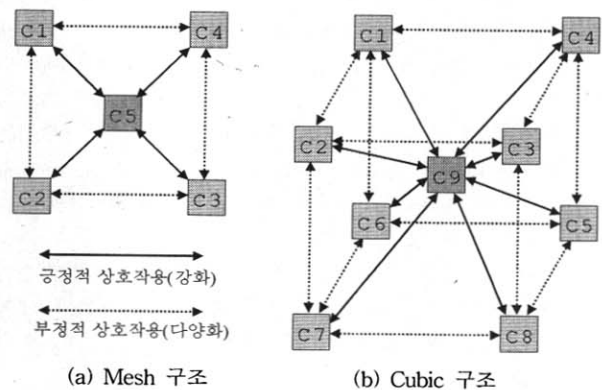 C1
C4
C5
C2
C3
긍정적 상호작용(강화)
부정적 상호작용(다양화)
(a) Mesh 구조
C1
C4
C2
C3
C9
C6
C5
C7
C8
(b) Cubic 구조